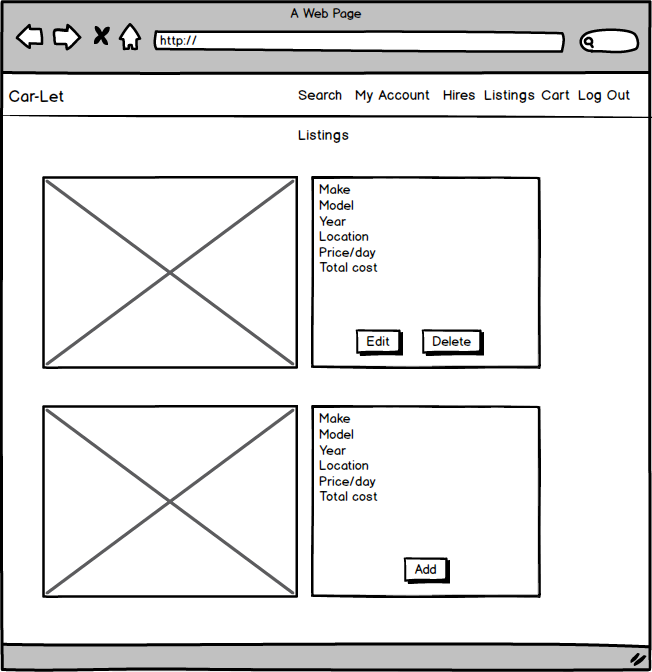 A Web Page
http://
Car-Let
Search My Account Hires Listings Cart Log Out
Listings
Make
Model
Year
Location
Price/day
Total cost
Edit Delete
Make
Model
Year
Location
Price/day
Total cost
Add